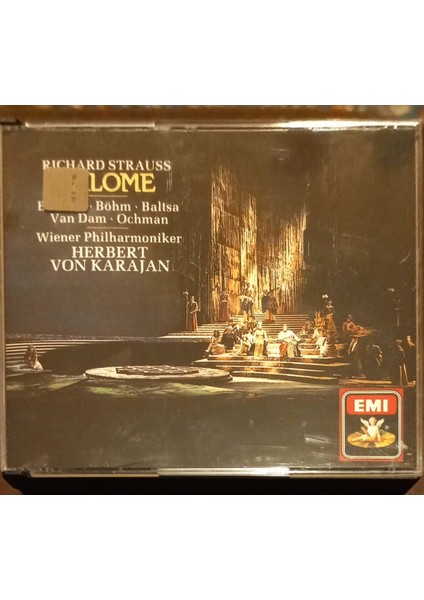 RICHARD STRAUSS
LOME
Böhm · Baltsa
Van Dam · Ochman
Wiener Philharmoniker
HERBERT
VON KARAJAN
EMI